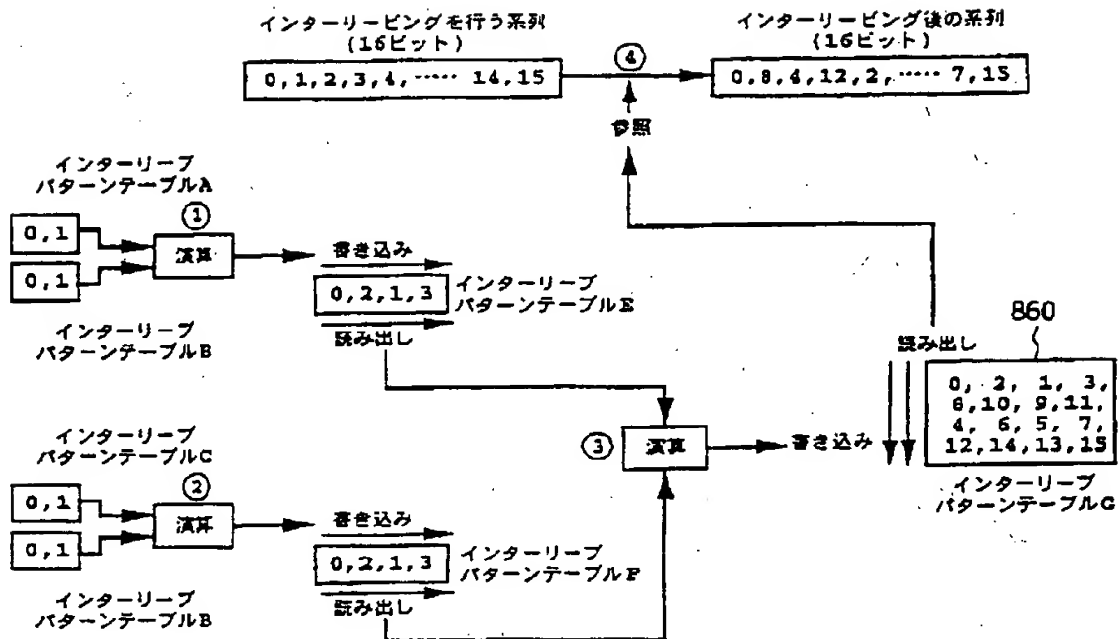 インターリービングを行う系列
(16ビット)
0,1,2,3,4,····· 14,15
④
インターリービング後の系列
(16ビット)
0,8,4,12,2,····· 7,15
参照
インターリーブ
パターンテーブルA
0,1
0,1
①
演算
インターリーブ
パターンテーブルB
書き込み
0,2,1,3
読み出し
インターリーブ
パターンテーブルE
インターリーブ
パターンテーブルC
0,1
0,1
②
演算
インターリーブ
パターンテーブルB
書き込み
0,2,1,3
読み出し
インターリーブ
パターンテーブルF
③
演算
書き込み
読み出し
860
0, 2, 1, 3,
8,10, 9,11,
4, 6, 5, 7,
12,14,13,15
インターリーブ
パターンテーブルG